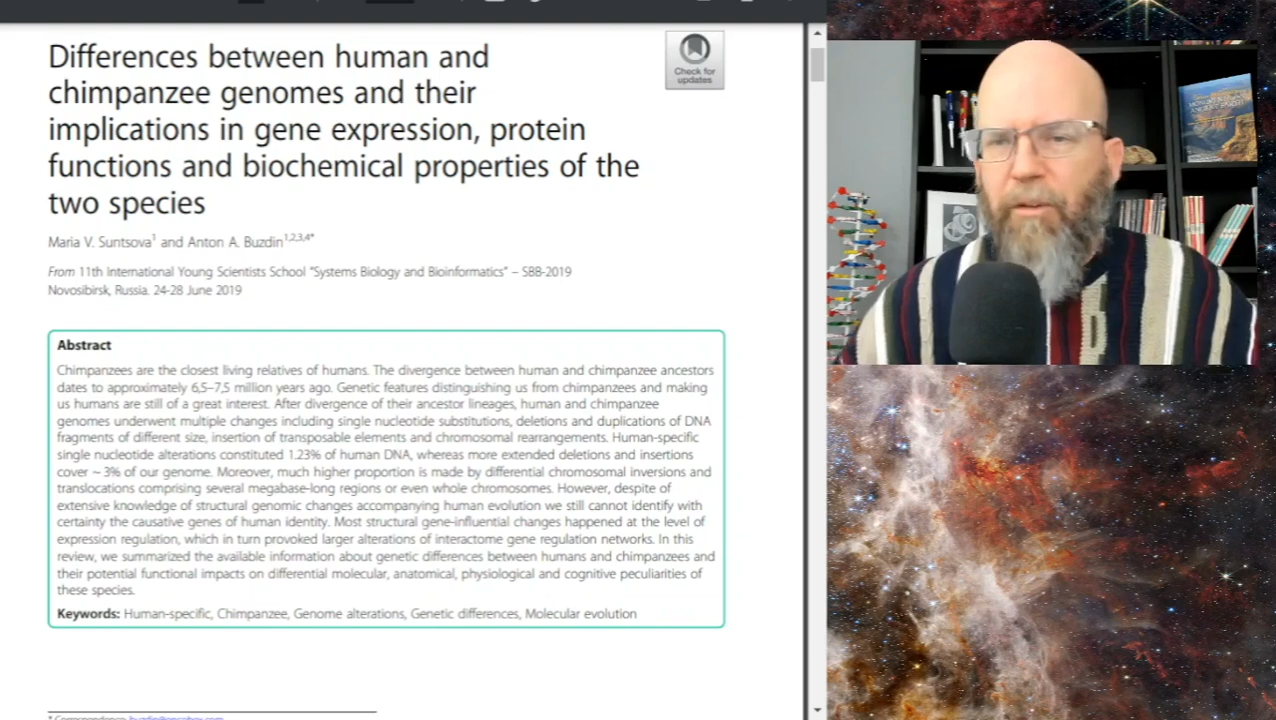 Differences between human and
chimpanzee genomes and their
implications in gene expression, protein
functions and biochemical properties of the
two species
Check for
updates
Maria V. Suntsova1 and Anton A. Buzdin1,2,3,4*
From 11th International Young Scientists School "Systems Biology and Bioinformatics" – SBB-2019
Novosibirsk, Russia. 24-28 June 2019
Abstract
Chimpanzees are the closest living relatives of humans. The divergence between human and chimpanzee ancestors
dates to approximately 6,5–7,5 million years ago. Genetic features distinguishing us from chimpanzees and making
us humans are still of a great interest. After divergence of their ancestor lineages, human and chimpanzee
genomes underwent multiple changes including single nucleotide substitutions, deletions and duplications of DNA
fragments of different size, insertion of transposable elements and chromosomal rearrangements. Human-specific
single nucleotide alterations constituted 1.23% of human DNA, whereas more extended deletions and insertions
cover ~ 3% of our genome. Moreover, much higher proportion is made by differential chromosomal inversions and
translocations comprising several megabase-long regions or even whole chromosomes. However, despite of
extensive knowledge of structural genomic changes accompanying human evolution we still cannot identify with
certainty the causative genes of human identity. Most structural gene-influential changes happened at the level of
expression regulation, which in turn provoked larger alterations of interactome gene regulation networks. In this
review, we summarized the available information about genetic differences between humans and chimpanzees and
their potential functional impacts on differential molecular, anatomical, physiological and cognitive peculiarities of
these species.
Keywords: Human-specific, Chimpanzee, Genome alterations, Genetic differences, Molecular evolution